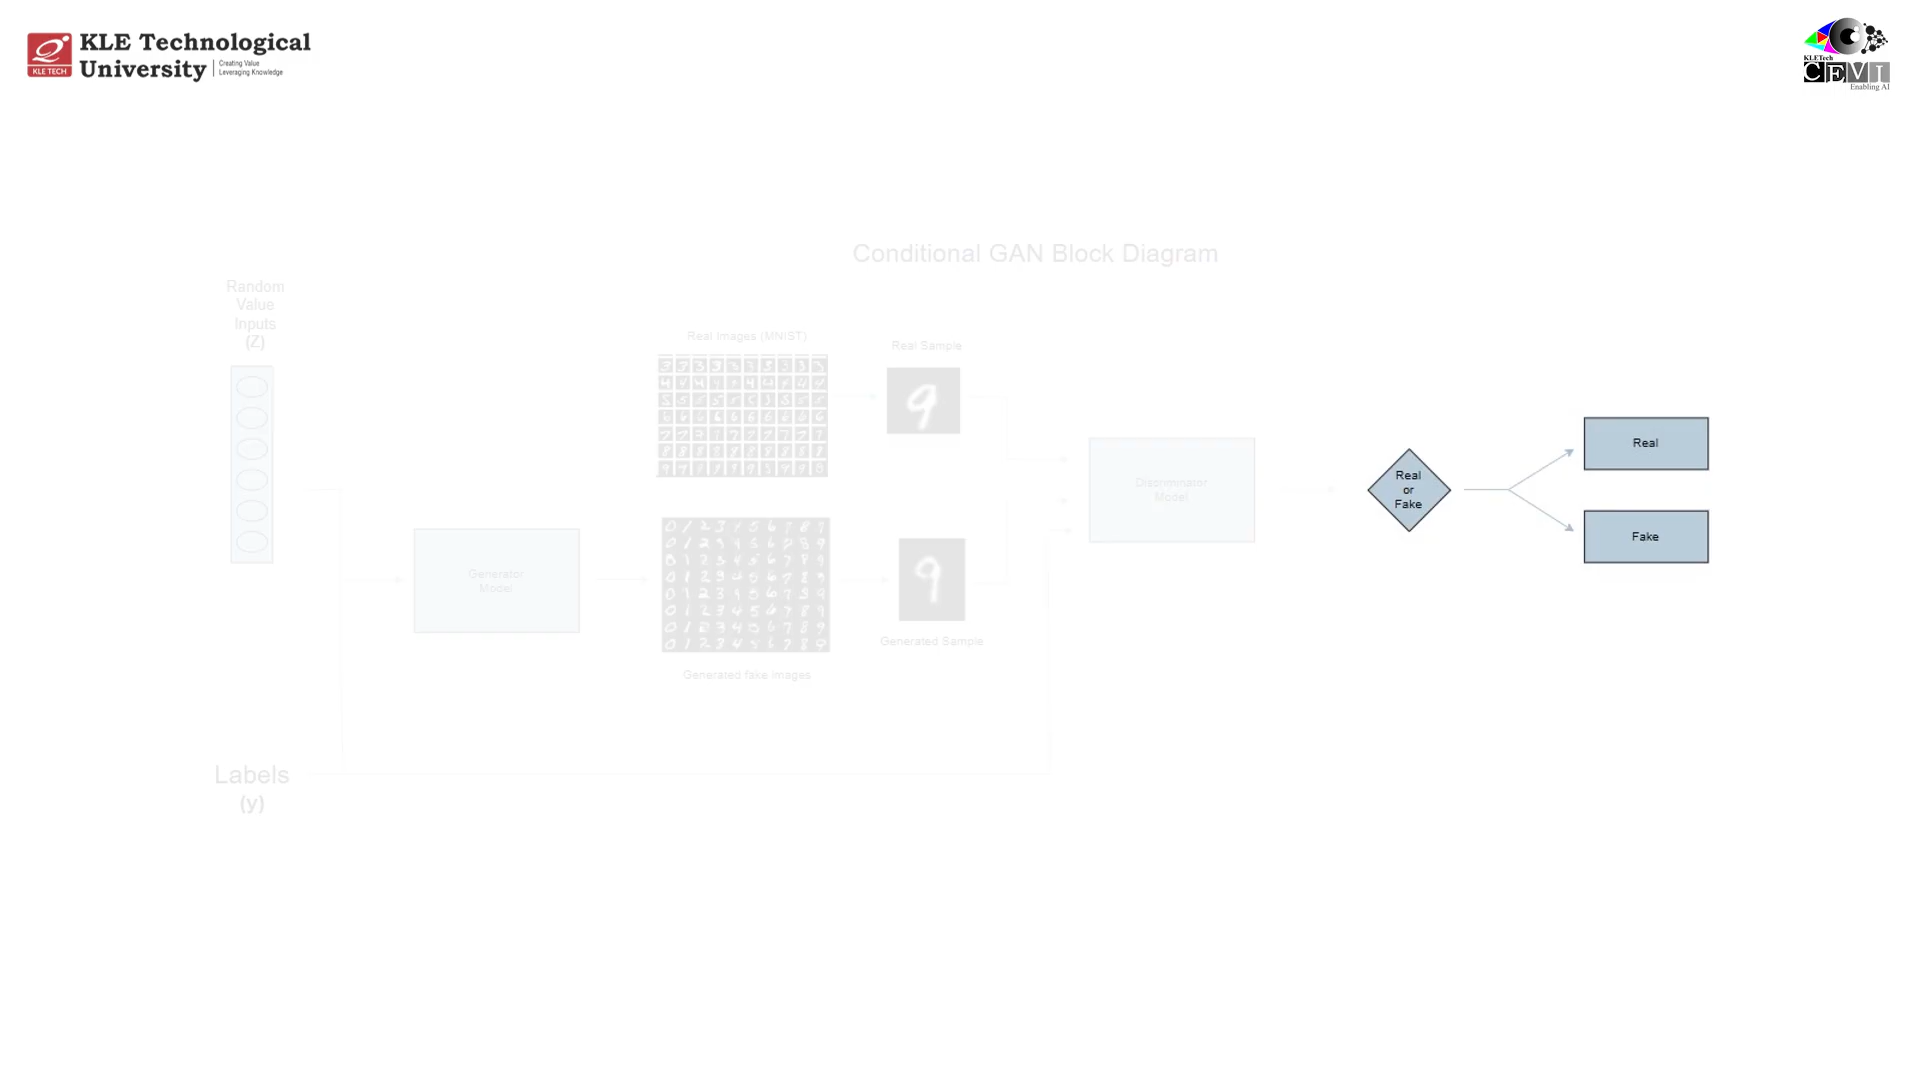 KLE Technological
University
Creating Value
Leveraging Knowledge
KLE TECH
KLETech
CEVI
Enabling AI
Conditional GAN Block Diagram
Random
Value
Inputs
(Z)
Real Images (MNIST)
Real Sample
Discriminator
Model
Real
or
Fake
Real
Fake
Generator
Model
Generated Sample
Generated fake images
Labels
(y)